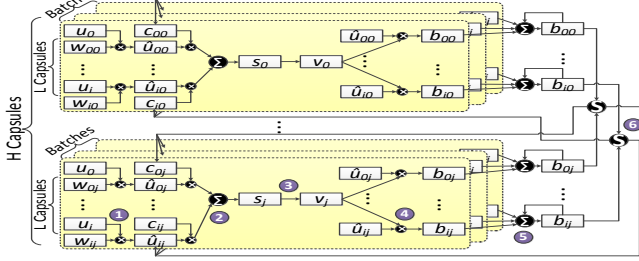 Batches
u0 c00
w00 û00 û00 b00 b00
H Capsules
L Capsules
... Σ s0 v0 ... ...
ui ûi0 ûi0 bi0 Σ bi0
wi0 ci0
S
... S 6
Batches
u0 c0j
w0j û0j û0j b0j Σ b0j
L Capsules
1 2 Σ sj 3 vj 4 ...
ui cij ûij bij Σ bij
wij ûij 5